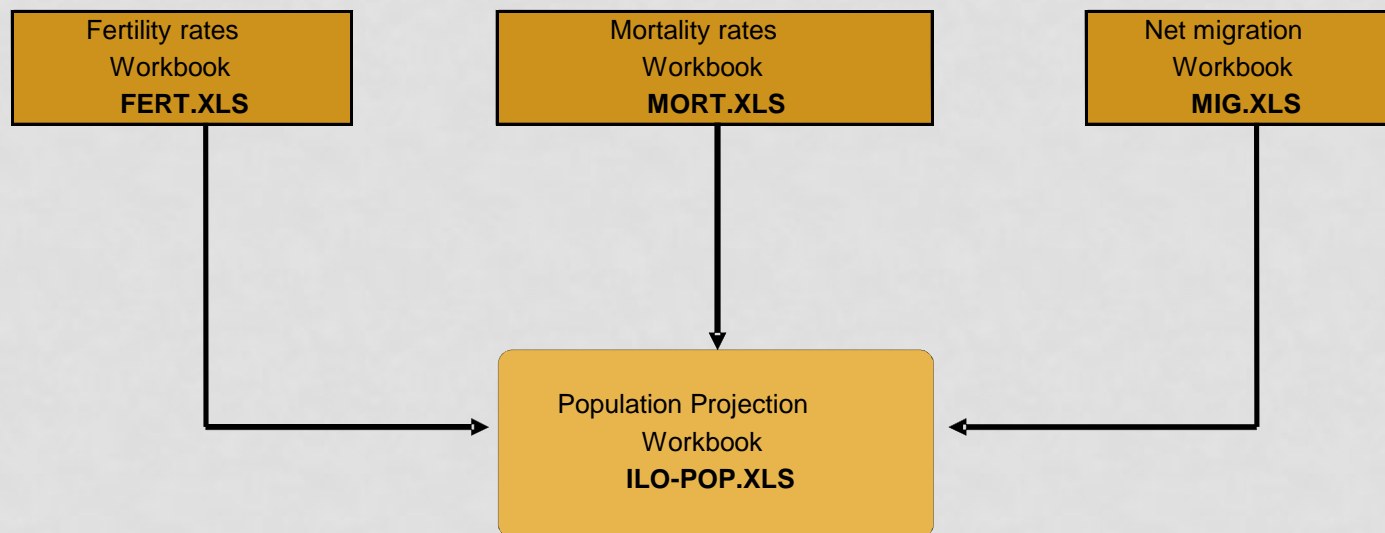 Fertility rates
Workbook
FERT.XLS
Mortality rates
Workbook
MORT.XLS
Net migration
Workbook
MIG.XLS
Population Projection
Workbook
ILO-POP.XLS